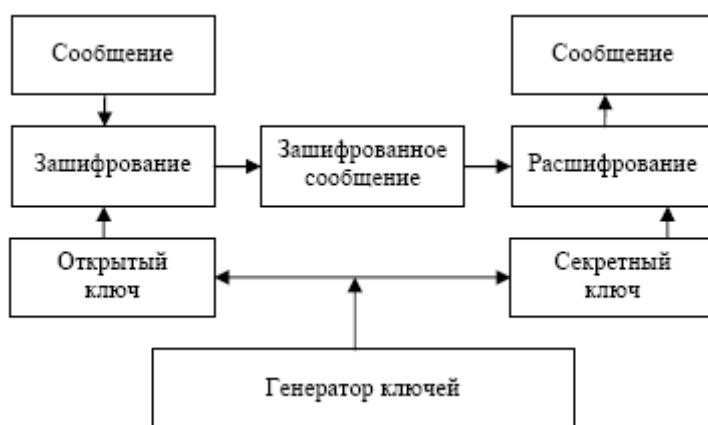 Сообщение
Сообщение
Зашифрование
Зашифрованное
сообщение
Расшифрование
Открытый
ключ
Секретный
ключ
Генератор ключей